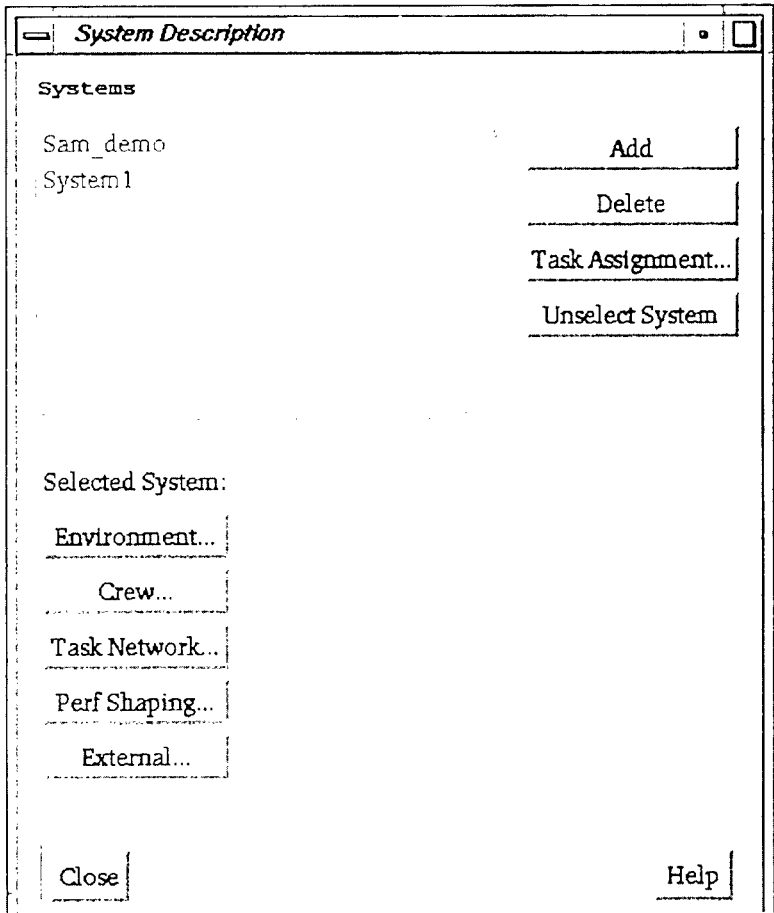 System Description
Systems
Sam_demo
System1
Add
Delete
Task Assignment...
Unselect System
Selected System:
Environment...
Crew...
Task Network...
Perf Shaping...
External...
Close
Help